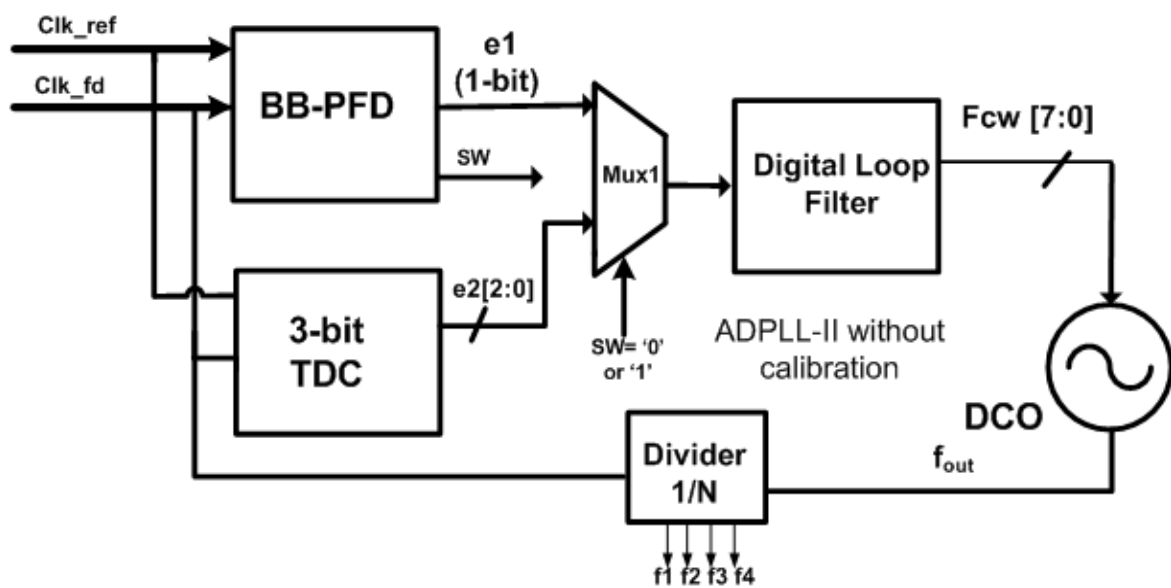 Clk_ref
Clk_fd
BB-PFD
e1
(1-bit)
SW
Mux1
Digital Loop
Filter
Fcw [7:0]
3-bit
TDC
e2[2:0]
SW= ‘0’
or ‘1’
ADPLL-II without
calibration
DCO
Divider
1/N
fout
f1 f2 f3 f4